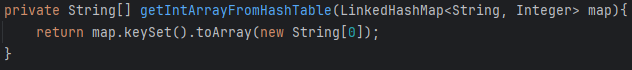 private String[] getIntArrayFromHashTable(LinkedHashMap<String, Integer> map){
    return map.keySet().toArray(new String[0]);
}